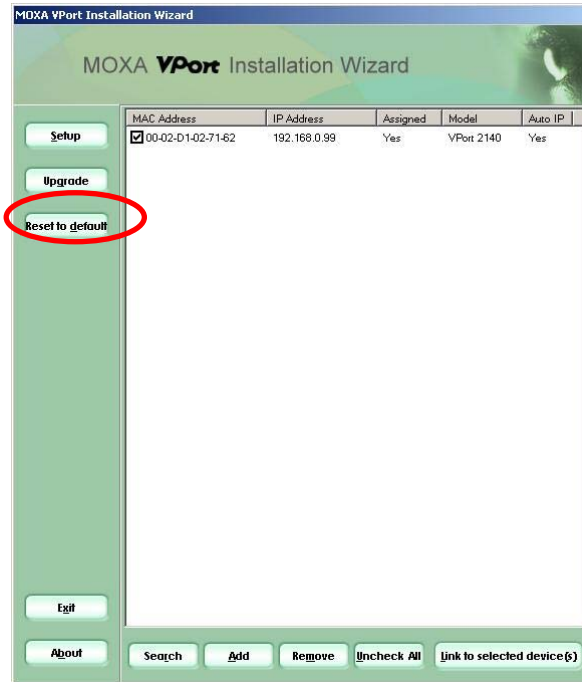 MOXA VPort Installation Wizard
MOXA VPort Installation Wizard
MAC Address IP Address Assigned Model Auto IP
00-02-D1-02-71-62 192.168.0.99 Yes VPort 2140 Yes
Setup
Upgrade
Reset to default
Exit
About
Search Add Remove Uncheck All Link to selected device(s)